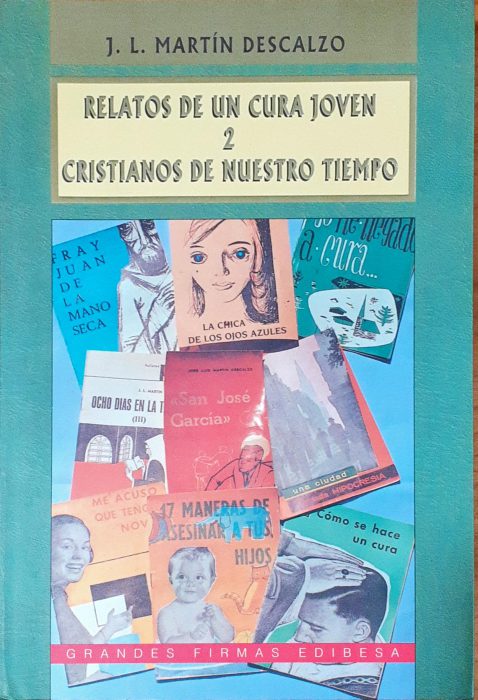 J. L. MARTÍN DESCALZO
RELATOS DE UN CURA JOVEN
2
CRISTIANOS DE NUESTRO TIEMPO
FRAY
JUAN
DE
LA
MANO
SECA
LA CHICA
DE LOS OJOS AZULES
a cura...
J. L. MARTIN
OCHO DIAS EN LA
(III)
JOSE LUIS MARTIN DESCALZO
«San José
García»
una ciudad
HIPOCRESIA
ME ACUSO
QUE TENGO
NOV
17 MANERAS DE
ASESINAR A TUS
HIJOS
¿Cómo se hace
un cura
GRANDES FIRMAS EDIBESA